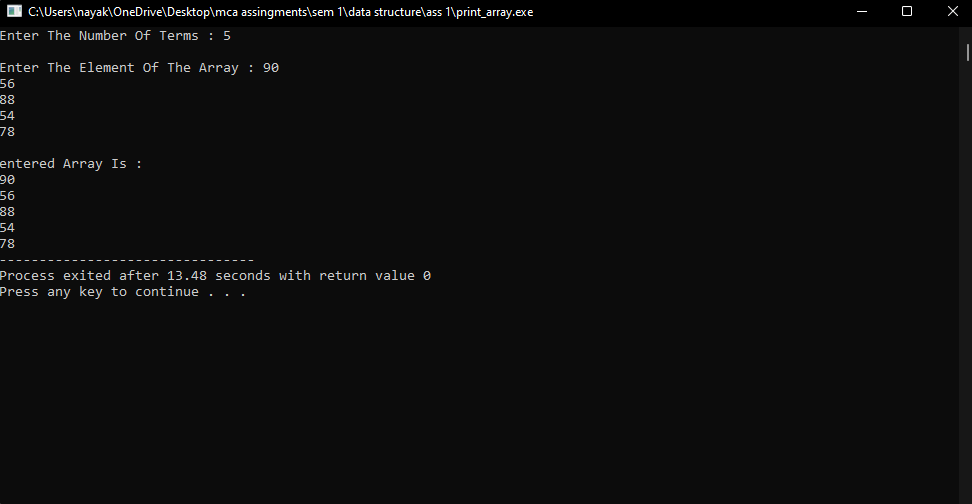 C:\Users\nayak\OneDrive\Desktop\mca assingments\sem 1\data structure\ass 1\print_array.exe
Enter The Number Of Terms : 5
Enter The Element Of The Array : 90
56
88
54
78
entered Array Is :
90
56
88
54
78
--------------------------------
Process exited after 13.48 seconds with return value 0
Press any key to continue . . .